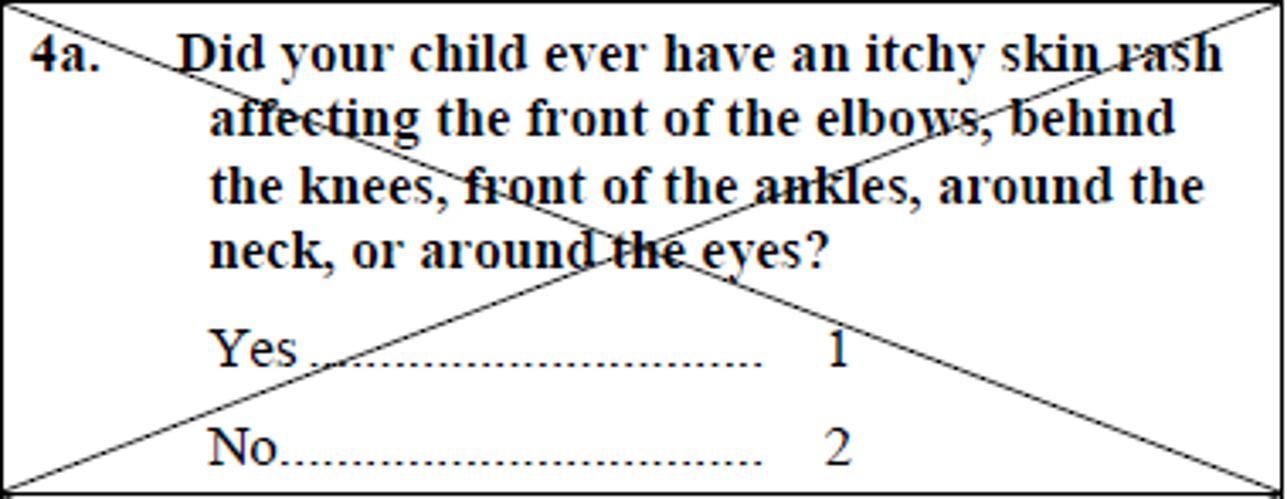 4a. Did your child ever have an itchy skin rash
affecting the front of the elbows, behind
the knees, front of the ankles, around the
neck, or around the eyes?
Yes ................................ 1
No.................................. 2